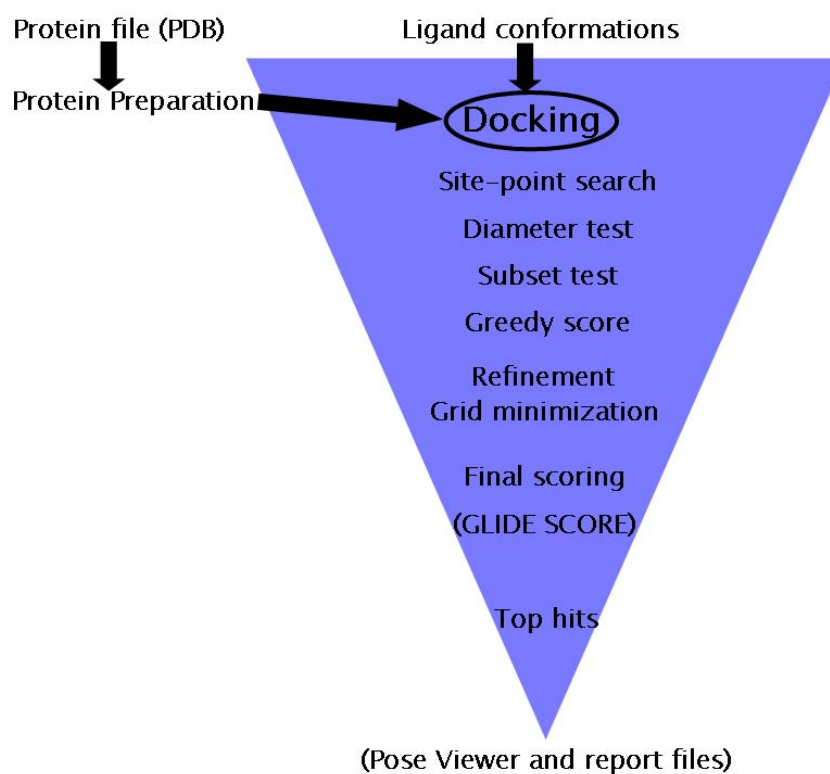 Protein file (PDB)
Ligand conformations
Protein Preparation
Docking
Site-point search
Diameter test
Subset test
Greedy score
Refinement
Grid minimization
Final scoring
(GLIDE SCORE)
Top hits
(Pose Viewer and report files)